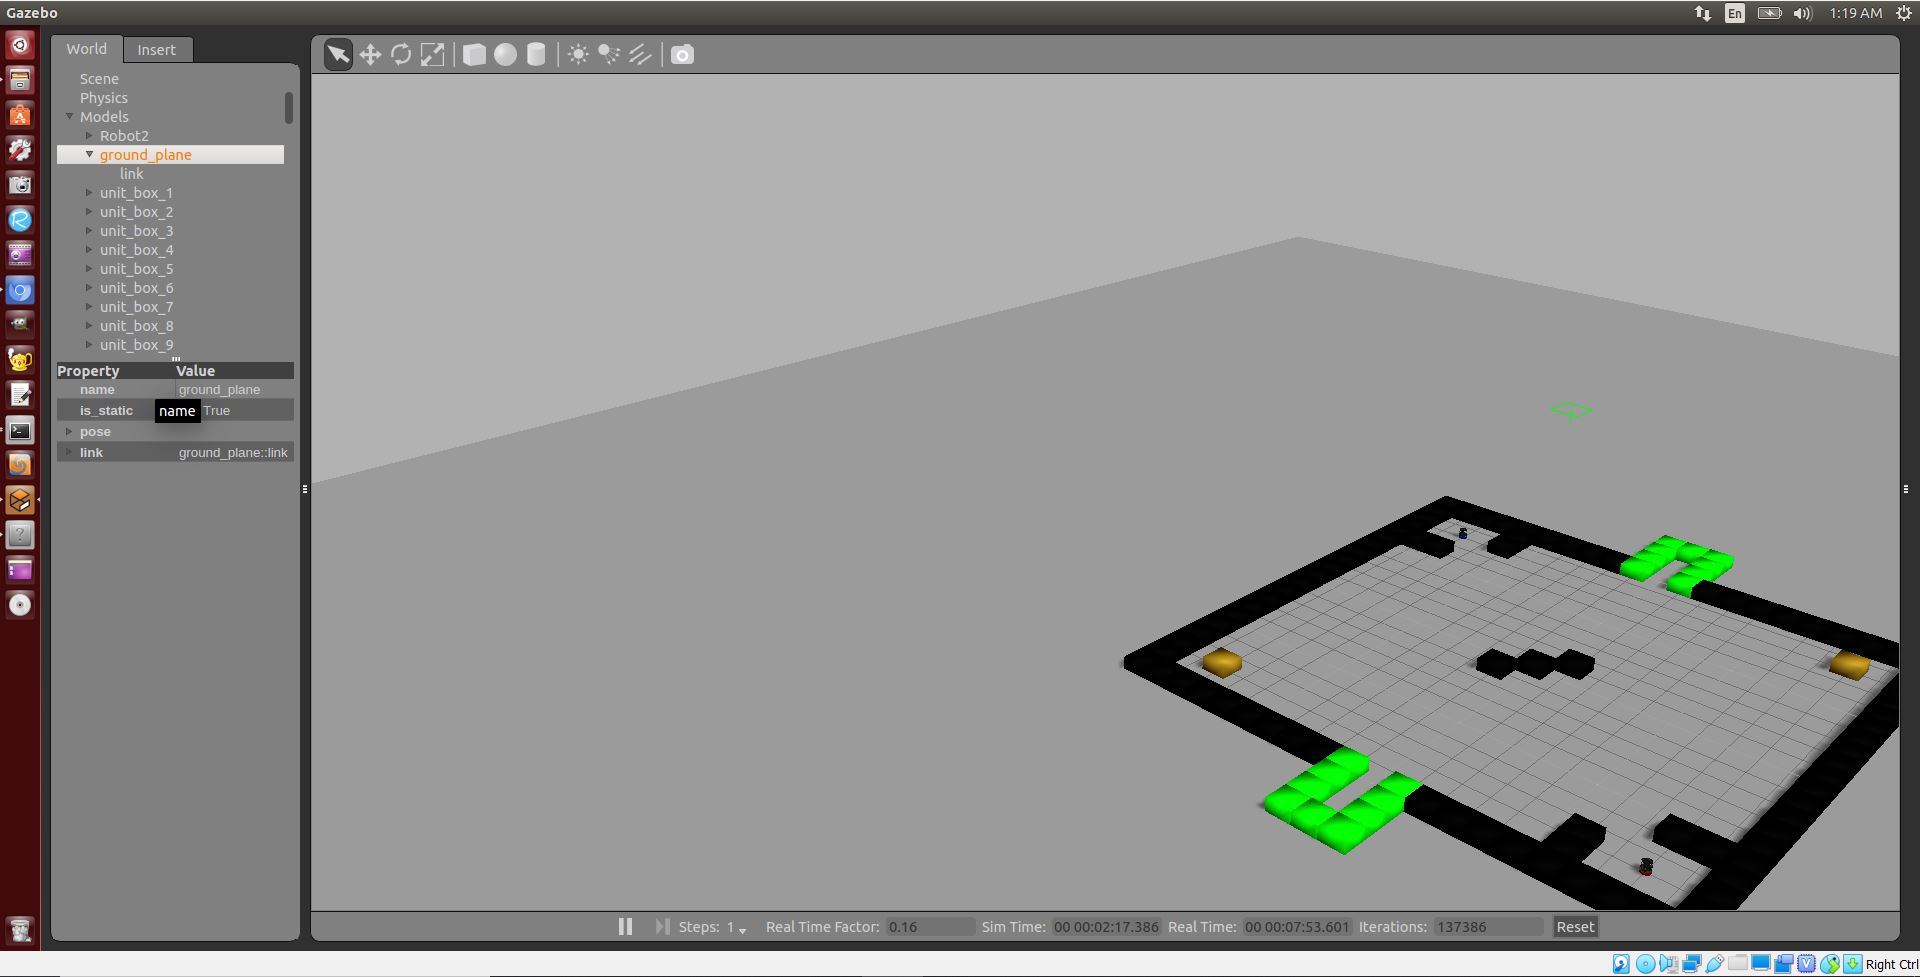 Gazebo
En
1:19 AM
World
Insert
Scene
Physics
Models
Robot2
ground_plane
link
unit_box_1
unit_box_2
unit_box_3
unit_box_4
unit_box_5
unit_box_6
unit_box_7
unit_box_8
unit_box_9
Property Value
name ground_plane
is_static True
name
pose
link ground_plane::link
Steps: 1 Real Time Factor: 0.16 Sim Time: 00 00:02:17.386 Real Time: 00 00:07:53.601 Iterations: 137386 Reset
Right Ctrl